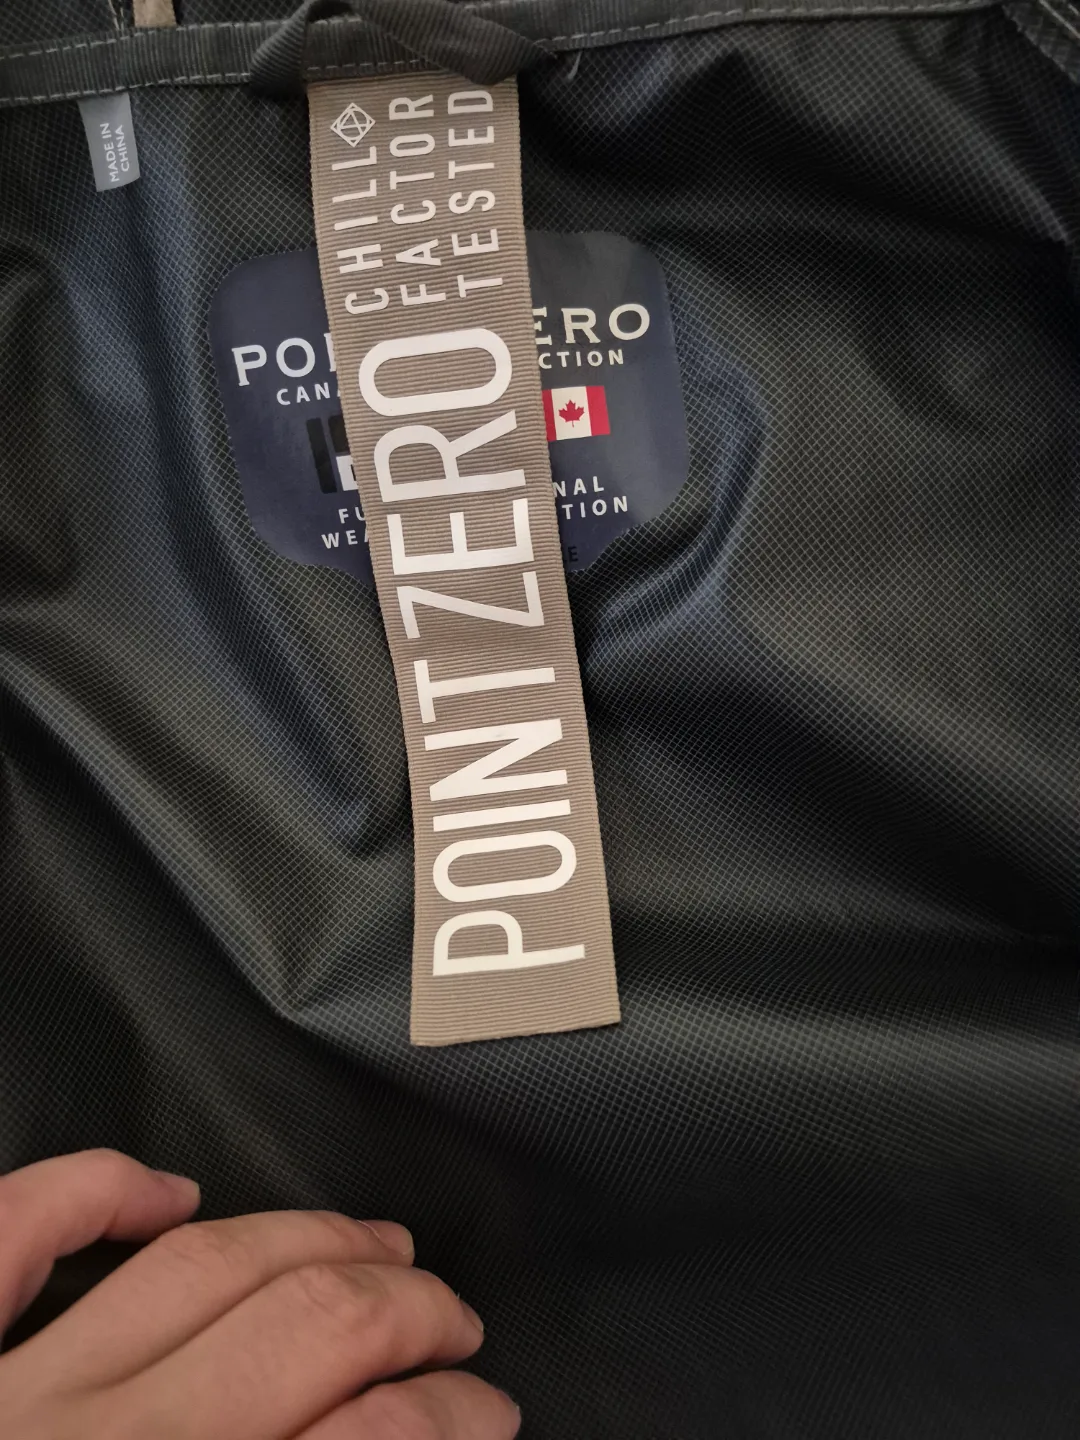 MADE IN
CHINA
CHILL
FACTOR
TESTED
POINT ZERO
ERO
CTION
NAL
TION